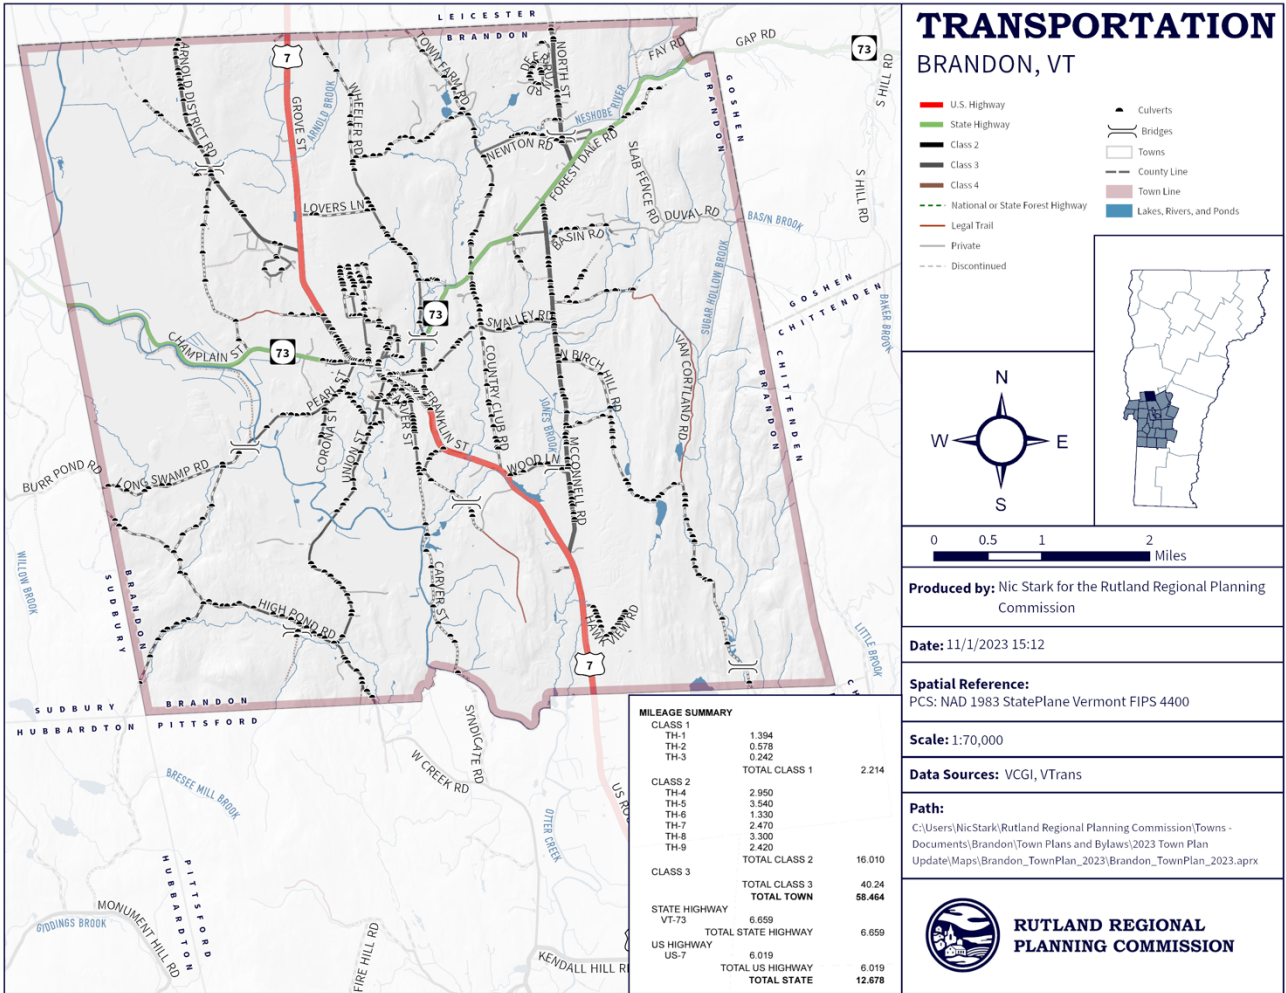 TRANSPORTATION
BRANDON, VT
U.S. Highway
State Highway
Class 2
Class 3
Class 4
National or State Forest Highway
Legal Trail
Private
Discontinued
Culverts
Bridges
Towns
County Line
Town Line
Lakes, Rivers, and Ponds
LEICESTER
BRANDON
7
ARNOLD DISTRICT RD
GROVE ST
ARNOLD BROOK
WHEELER RD
TOWN FARM RD
NORTH ST
FAY RD
GAP RD
73
S HILL RD
NESHOBE RIVER
NEWTON RD
FOREST DALE RD
BRANDON
GOSHEN
SLAB FENCE RD
S HILL RD
LOVERS LN
DUVAL RD
BASIN BROOK
BASIN RD
SUGAR HOLLOW BROOK
GOSHEN
CHITTENDEN
BAKER BROOK
73
SMALLEY RD
CHAMPLAIN ST
73
N BIRCH HILL RD
VAN CORTLAND RD
COUNTRY CLUB RD
CHITTENDEN
BRANDON
PEARL ST
CORONA ST
UNION ST
CARVER ST
FRANKLIN ST
JONES BROOK
MCCONNELL RD
WOOD LN
BURR POND RD
LONG SWAMP RD
WILLOW BROOK
SUDBURY
BRANDON
CARVER ST
HIGH POND RD
HAWK VIEW RD
LITTLE BROOK
7
SUDBURY
BRANDON
HUBBARDTON
PITTSFORD
SYNDICATE RD
W CREEK RD
BRESEE MILL BROOK
OTTER CREEK
HUBBARDTON
PITTSFORD
GIDDINGS BROOK
MONUMENT HILL RD
FIRE HILL RD
KENDALL HILL
N
W E
S
0 0.5 1 2
Miles
Produced by: Nic Stark for the Rutland Regional Planning
Commission
Date: 11/1/2023 15:12
Spatial Reference:
PCS: NAD 1983 StatePlane Vermont FIPS 4400
Scale: 1:70,000
Data Sources: VCGI, VTrans
Path:
C:\Users\NicStark\Rutland Regional Planning Commission\Towns -
Documents\Brandon\Town Plans and Bylaws\2023 Town Plan
Update\Maps\Brandon_TownPlan_2023\Brandon_TownPlan_2023.aprx
RUTLAND REGIONAL
PLANNING COMMISSION
MILEAGE SUMMARY
CLASS 1
TH-1 1.394
TH-2 0.578
TH-3 0.242
TOTAL CLASS 1 2.214
CLASS 2
TH-4 2.950
TH-5 3.540
TH-6 1.330
TH-7 2.470
TH-8 3.300
TH-9 2.420
TOTAL CLASS 2 16.010
CLASS 3
TOTAL CLASS 3 40.24
TOTAL TOWN 58.464
STATE HIGHWAY
VT-73 6.659
TOTAL STATE HIGHWAY 6.659
US HIGHWAY
US-7 6.019
TOTAL US HIGHWAY 6.019
TOTAL STATE 12.678